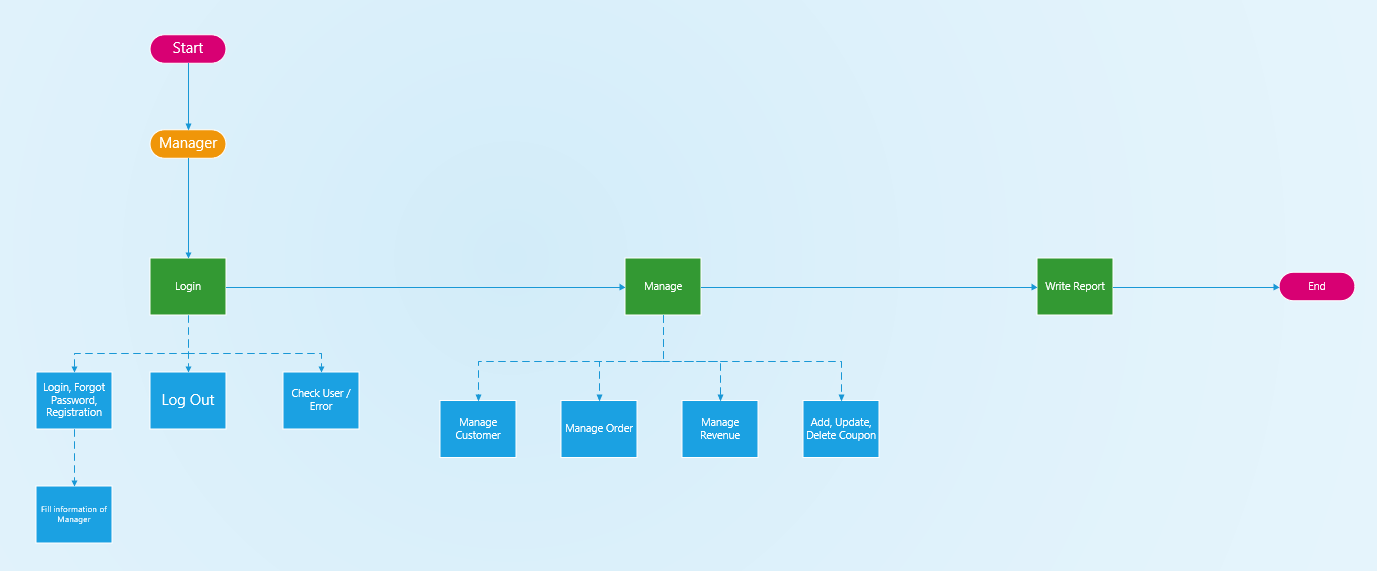 Start
Manager
Login
Manage
Write Report
End
Login, Forgot
Password,
Registration
Log Out
Check User /
Error
Manage
Customer
Manage Order
Manage
Revenue
Add, Update,
Delete Coupon
Fill information of
Manager